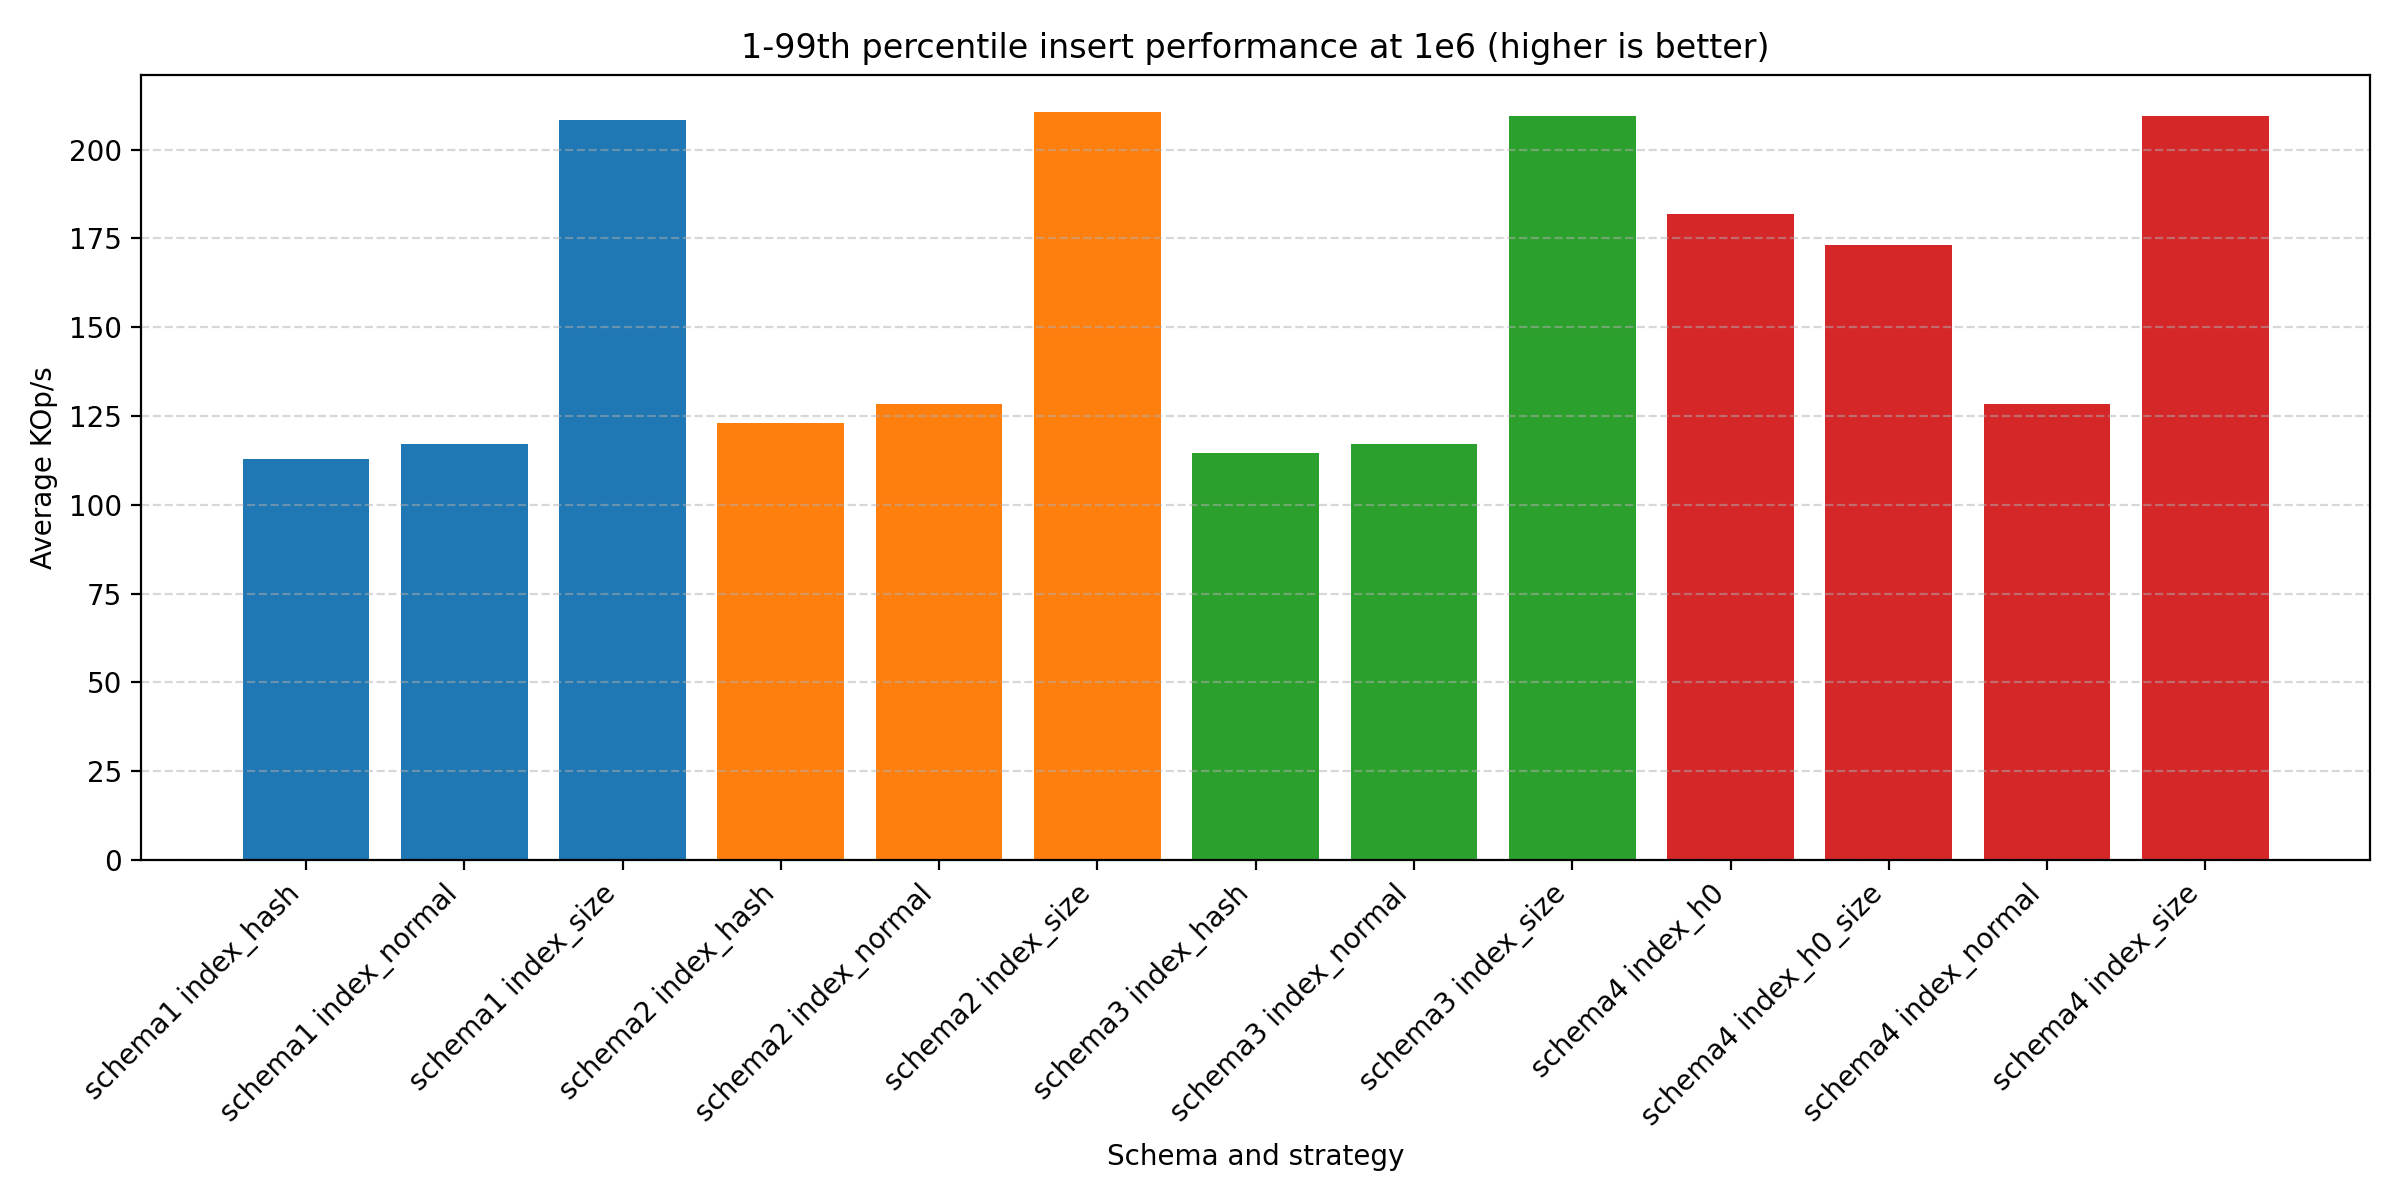 1-99th percentile insert performance at 1e6 (higher is better)
Average KOp/s
200
175
150
125
100
75
50
25
0
schema1 index_hash
schema1 index_normal
schema1 index_size
schema2 index_hash
schema2 index_normal
schema2 index_size
schema3 index_hash
schema3 index_normal
schema3 index_size
schema4 index_h0
schema4 index_h0_size
schema4 index_normal
schema4 index_size
Schema and strategy